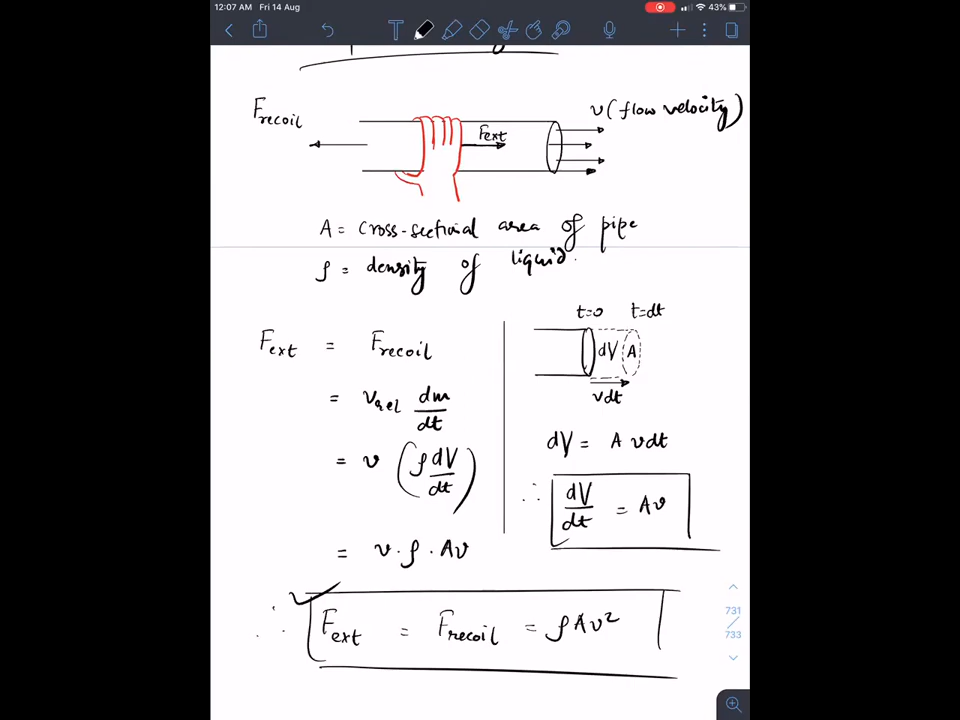 12:07 AM Fri 14 Aug
43%
F recoil
Fext
v (flow velocity)
A = cross-sectional area of pipe
ρ = density of liquid.
Fext = Frecoil
= vrel dm/dt
= v (ρ dV/dt)
= v · ρ · Av
t=0 t=dt
dV A
vdt
dV = A vdt
∴ dV/dt = Av
∴ Fext = Frecoil = ρAv²
731
/
733